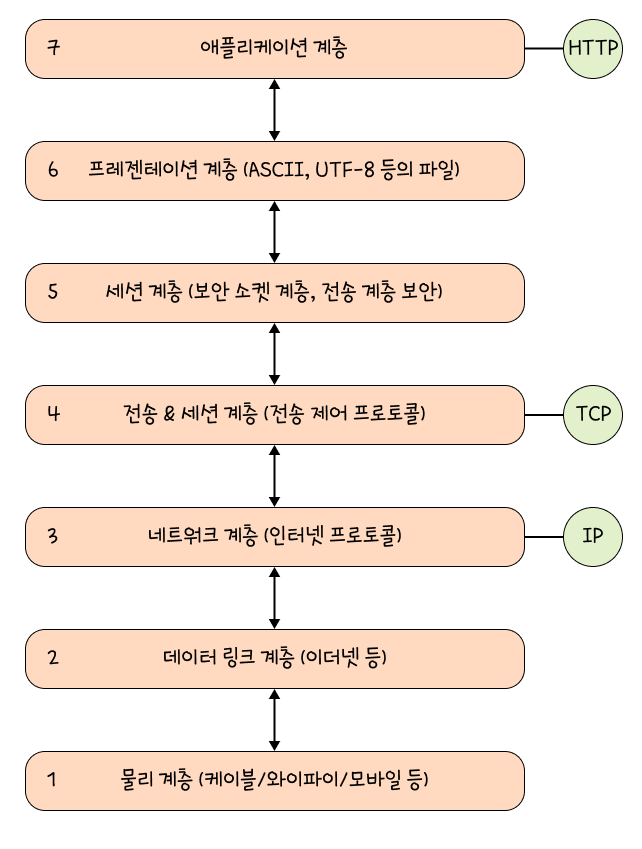 7 애플리케이션 계층 HTTP
6 프레젠테이션 계층 (ASCII, UTF-8 등의 파일)
5 세션 계층 (보안 소켓 계층, 전송 계층 보안)
4 전송 & 세션 계층 (전송 제어 프로토콜) TCP
3 네트워크 계층 (인터넷 프로토콜) IP
2 데이터 링크 계층 (이더넷 등)
1 물리 계층 (케이블/와이파이/모바일 등)